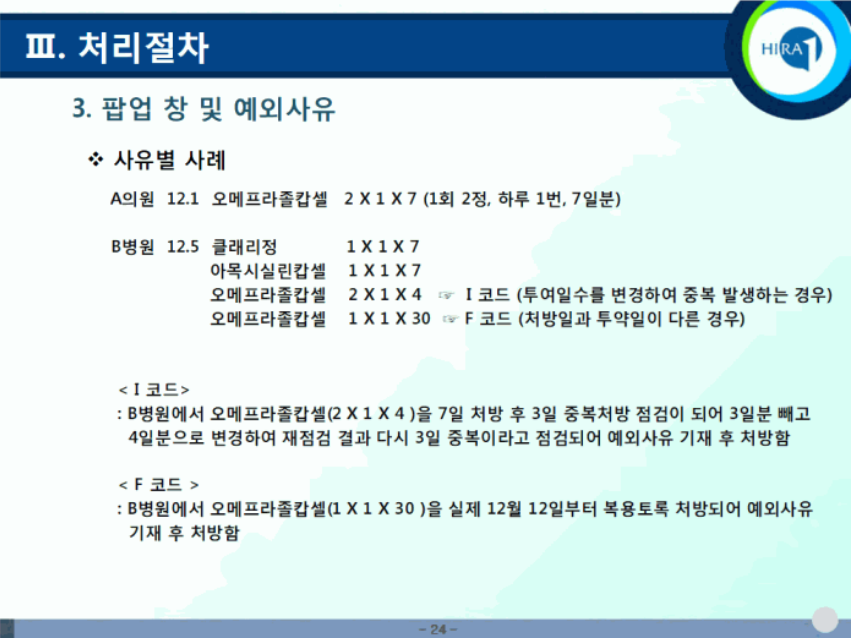 Ⅲ. 처리절차
HIRA
3. 팝업 창 및 예외사유
❖ 사유별 사례
A의원 12.1 오메프라졸캅셀 2 X 1 X 7 (1회 2정, 하루 1번, 7일분)
B병원 12.5 클래리정 1 X 1 X 7
아목시실린캅셀 1 X 1 X 7
오메프라졸캅셀 2 X 1 X 4 ☞ I 코드 (투여일수를 변경하여 중복 발생하는 경우)
오메프라졸캅셀 1 X 1 X 30 ☞ F 코드 (처방일과 투약일이 다른 경우)
< I 코드>
: B병원에서 오메프라졸캅셀(2 X 1 X 4 )을 7일 처방 후 3일 중복처방 점검이 되어 3일분 빼고
4일분으로 변경하여 재점검 결과 다시 3일 중복이라고 점검되어 예외사유 기재 후 처방함
< F 코드 >
: B병원에서 오메프라졸캅셀(1 X 1 X 30 )을 실제 12월 12일부터 복용토록 처방되어 예외사유
기재 후 처방함
- 24 -